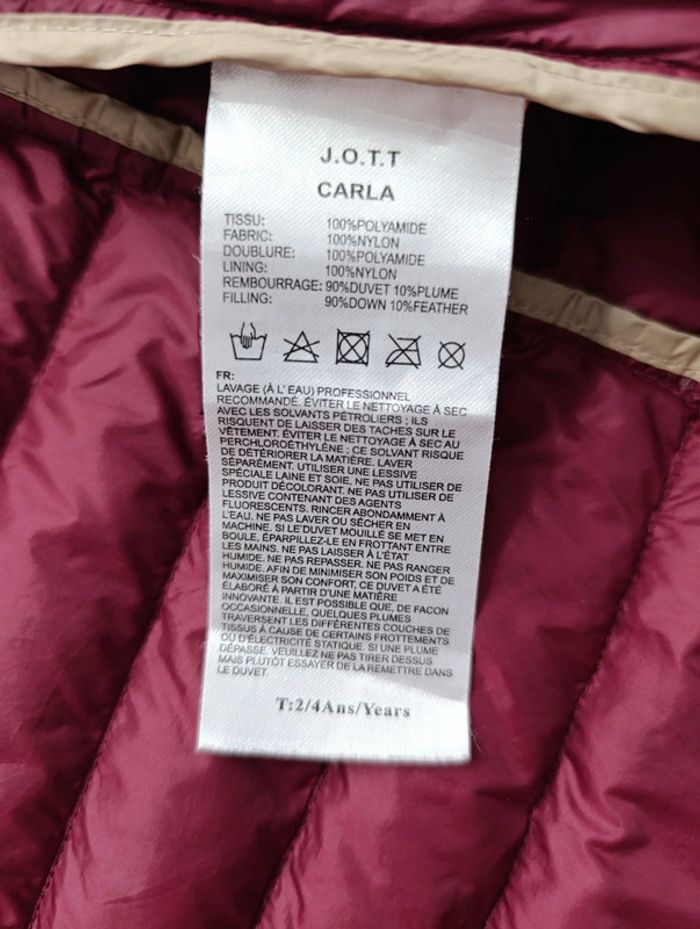 J.O.T.T
CARLA
TISSU: 100%POLYAMIDE
FABRIC: 100%NYLON
DOUBLURE: 100%POLYAMIDE
LINING: 100%NYLON
REMBOURRAGE: 90%DUVET 10%PLUME
FILLING: 90%DOWN 10%FEATHER
FR:
LAVAGE (À L'EAU) PROFESSIONNEL
RECOMMANDÉ. ÉVITER LE NETTOYAGE À SEC
AVEC LES SOLVANTS PÉTROLIERS ; ILS
RISQUENT DE LAISSER DES TACHES SUR LE
VÊTEMENT. ÉVITER LE NETTOYAGE À SEC AU
PERCHLOROÉTHYLÈNE ; CE SOLVANT RISQUE
DE DÉTÉRIORER LA MATIÈRE. LAVER
SÉPARÉMENT. UTILISER UNE LESSIVE
SPÉCIALE LAINE ET SOIE, NE PAS UTILISER DE
PRODUIT DÉCOLORANT. NE PAS UTILISER DE
LESSIVE CONTENANT DES AGENTS
FLUORESCENTS. RINCER ABONDAMMENT À
L'EAU. NE PAS LAVER OU SÉCHER EN
MACHINE. SI LE DUVET MOUILLÉ SE MET EN
BOULE, ÉPARPILLEZ-LE EN FROTTANT ENTRE
LES MAINS. NE PAS LAISSER À L'ÉTAT
HUMIDE. NE PAS REPASSER. NE PAS RANGER
HUMIDE. AFIN DE MINIMISER SON POIDS ET DE
MAXIMISER SON CONFORT, CE DUVET A ÉTÉ
ÉLABORÉ À PARTIR D'UNE MATIÈRE
INNOVANTE. IL EST POSSIBLE QUE, DE FACON
OCCASIONNELLE, QUELQUES PLUMES
TRAVERSENT LES DIFFÉRENTES COUCHES DE
TISSUS À CAUSE DE CERTAINS FROTTEMENTS
OU D'ÉLECTRICITÉ STATIQUE. SI UNE PLUME
DÉPASSE. VEUILLEZ NE PAS TIRER DESSUS
MAIS PLUTÔT ESSAYER DE LA REMETTRE DANS
LE DUVET.
T:2/4Ans/Years